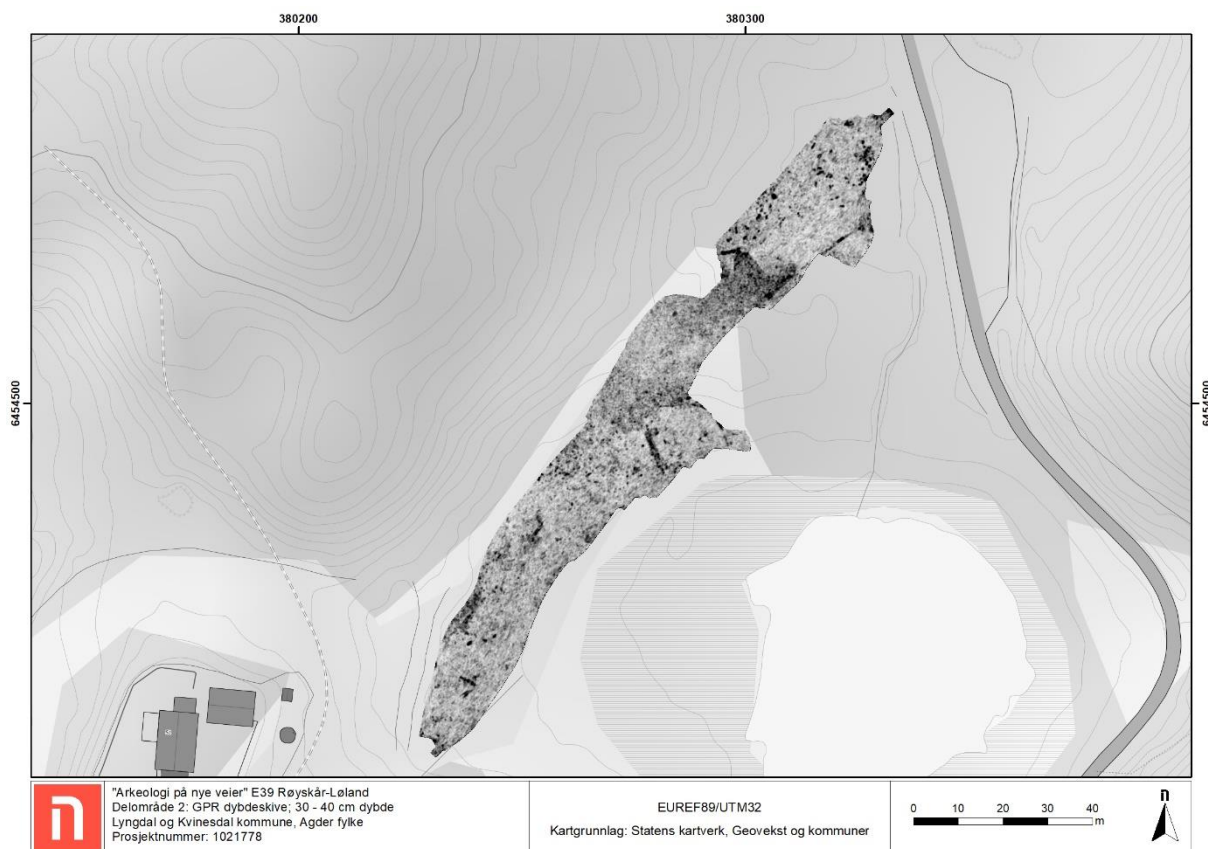 380200
380300
6454500
6454500
"Arkeologi på nye veier" E39 Røyskår-Løland
Delområde 2: GPR dybdeskive; 30 - 40 cm dybde
Lyngdal og Kvinesdal kommune, Agder fylke
Prosjektnummer: 1021778
EUREF89/UTM32
Kartgrunnlag: Statens kartverk, Geovekst og kommuner
0 10 20 30 40
m
n